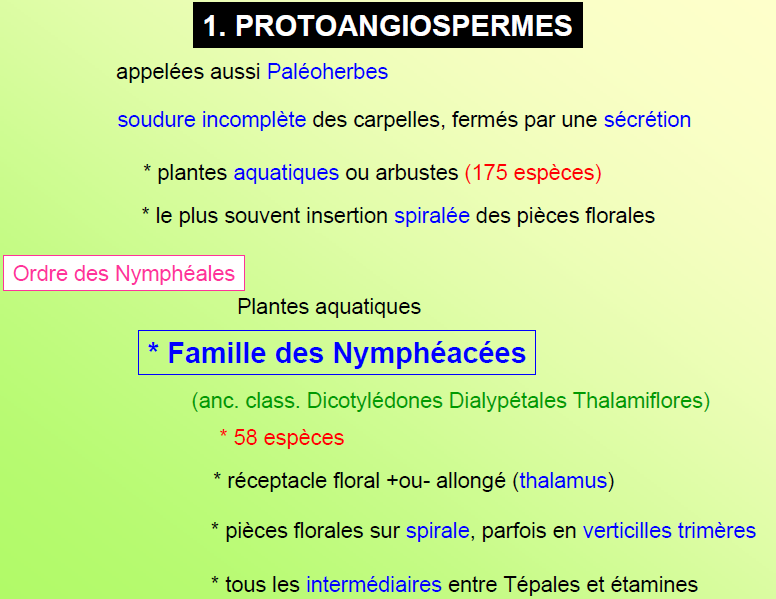 1. PROTOANGIOSPERMES
appelées aussi Paléoherbes
soudure incomplète des carpelles, fermés par une sécrétion
* plantes aquatiques ou arbustes (175 espèces)
* le plus souvent insertion spiralée des pièces florales
Ordre des Nymphéales
Plantes aquatiques
* Famille des Nymphéacées
(anc. class. Dicotylédones Dialypétales Thalamiflores)
* 58 espèces
* réceptacle floral +ou- allongé (thalamus)
* pièces florales sur spirale, parfois en verticilles trimères
* tous les intermédiaires entre Tépales et étamines